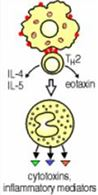 TH2
IL-4
IL-5
eotaxin
cytotoxins,
inflammatory mediators